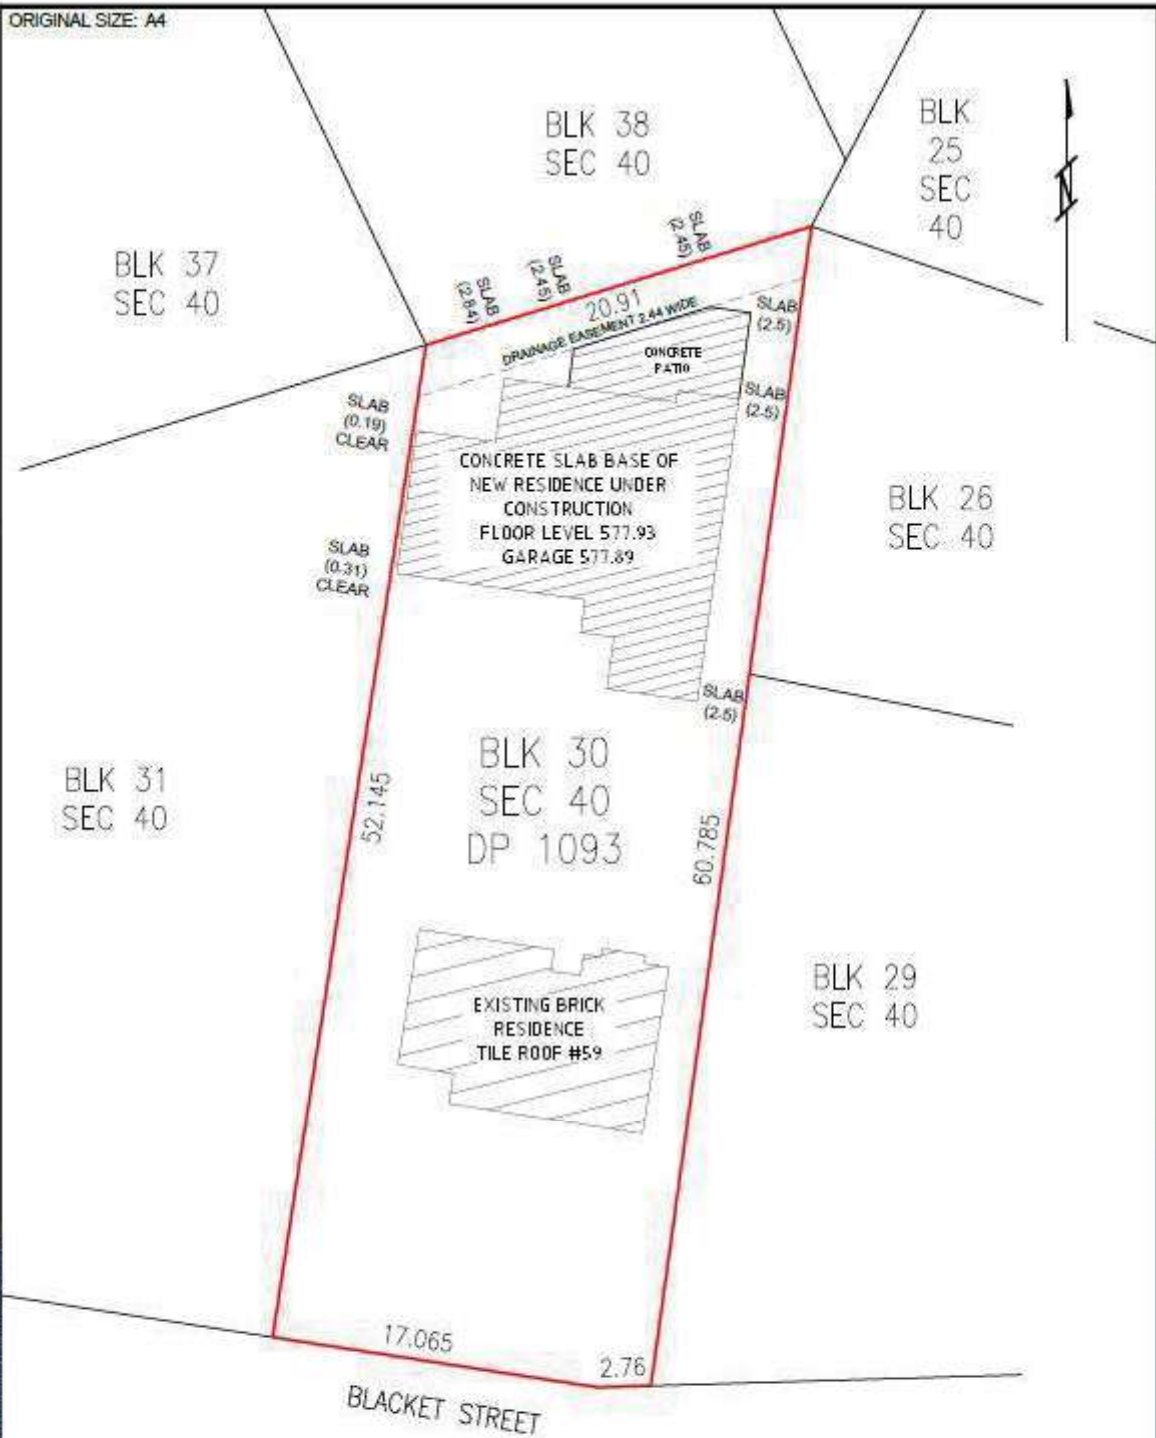 ORIGINAL SIZE: A4
BLK 38
SEC 40
BLK
25
SEC
40
N
BLK 37
SEC 40
SLAB
(2.84)
SLAB
(2.45)
SLAB
(2.45)
20.91
DRAINAGE EASEMENT 2.44 WIDE
SLAB
(2.5)
CONCRETE
PATIO
SLAB
(2.5)
SLAB
(0.19)
CLEAR
CONCRETE SLAB BASE OF
NEW RESIDENCE UNDER
CONSTRUCTION
FLOOR LEVEL 577.93
GARAGE 577.89
BLK 26
SEC 40
SLAB
(0.31)
CLEAR
SLAB
(2.5)
BLK 30
SEC 40
DP 1093
BLK 31
SEC 40
52.145
60.785
BLK 29
SEC 40
EXISTING BRICK
RESIDENCE
TILE ROOF #59
17.065
2.76
BLACKET STREET